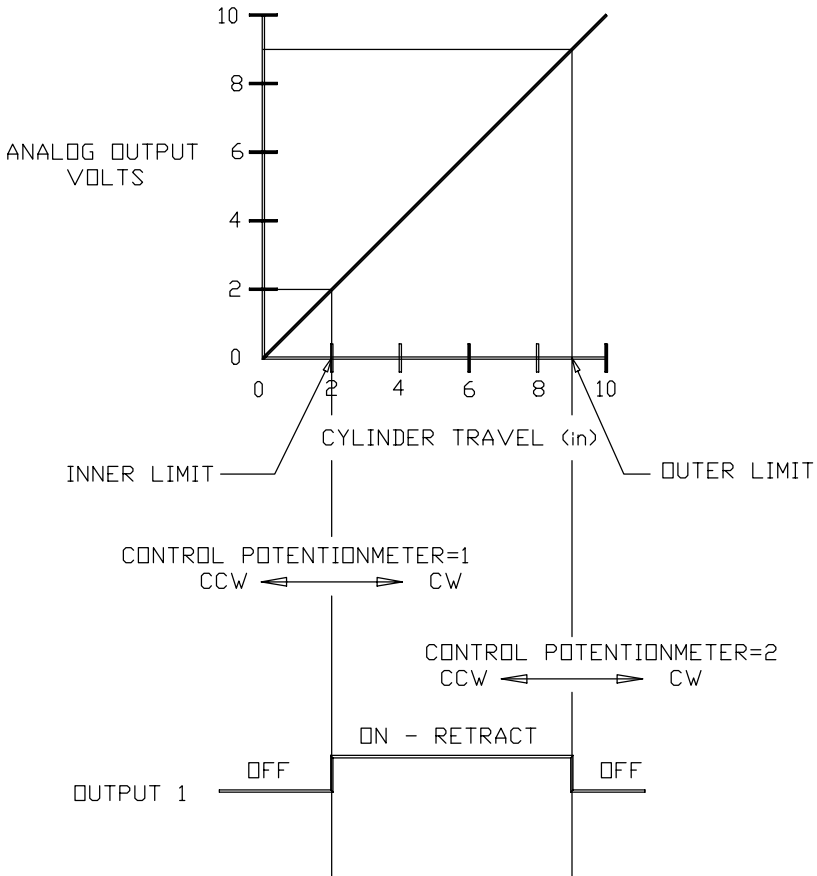 10
8
ANALOG OUTPUT
VOLTS
6
4
2
0
0
2
4
6
8
10
CYLINDER TRAVEL (in)
INNER LIMIT
OUTER LIMIT
CONTROL POTENTIONMETER=1
CCW
CW
CONTROL POTENTIONMETER=2
CCW
CW
ON - RETRACT
OFF
OFF
OUTPUT 1